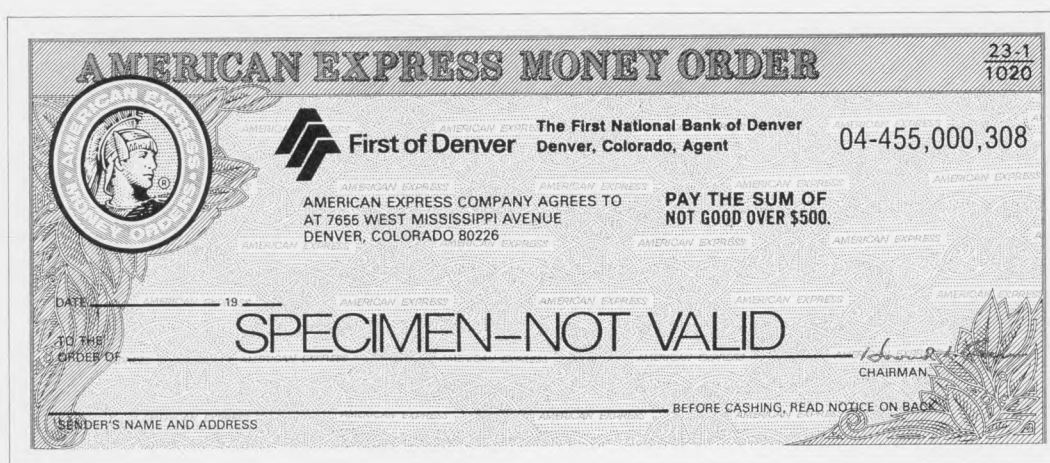 AMERICAN EXPRESS MONEY ORDER
23-1
1020
AMERICAN EXPRESS
MONEY ORDERS
®
First of Denver
The First National Bank of Denver
Denver, Colorado, Agent
04-455,000,308
AMERICAN EXPRESS COMPANY AGREES TO
AT 7655 WEST MISSISSIPPI AVENUE
DENVER, COLORADO 80226
PAY THE SUM OF
NOT GOOD OVER $500.
DATE 19
SPECIMEN-NOT VALID
TO THE
ORDER OF
CHAIRMAN
BEFORE CASHING, READ NOTICE ON BACK
SENDER'S NAME AND ADDRESS